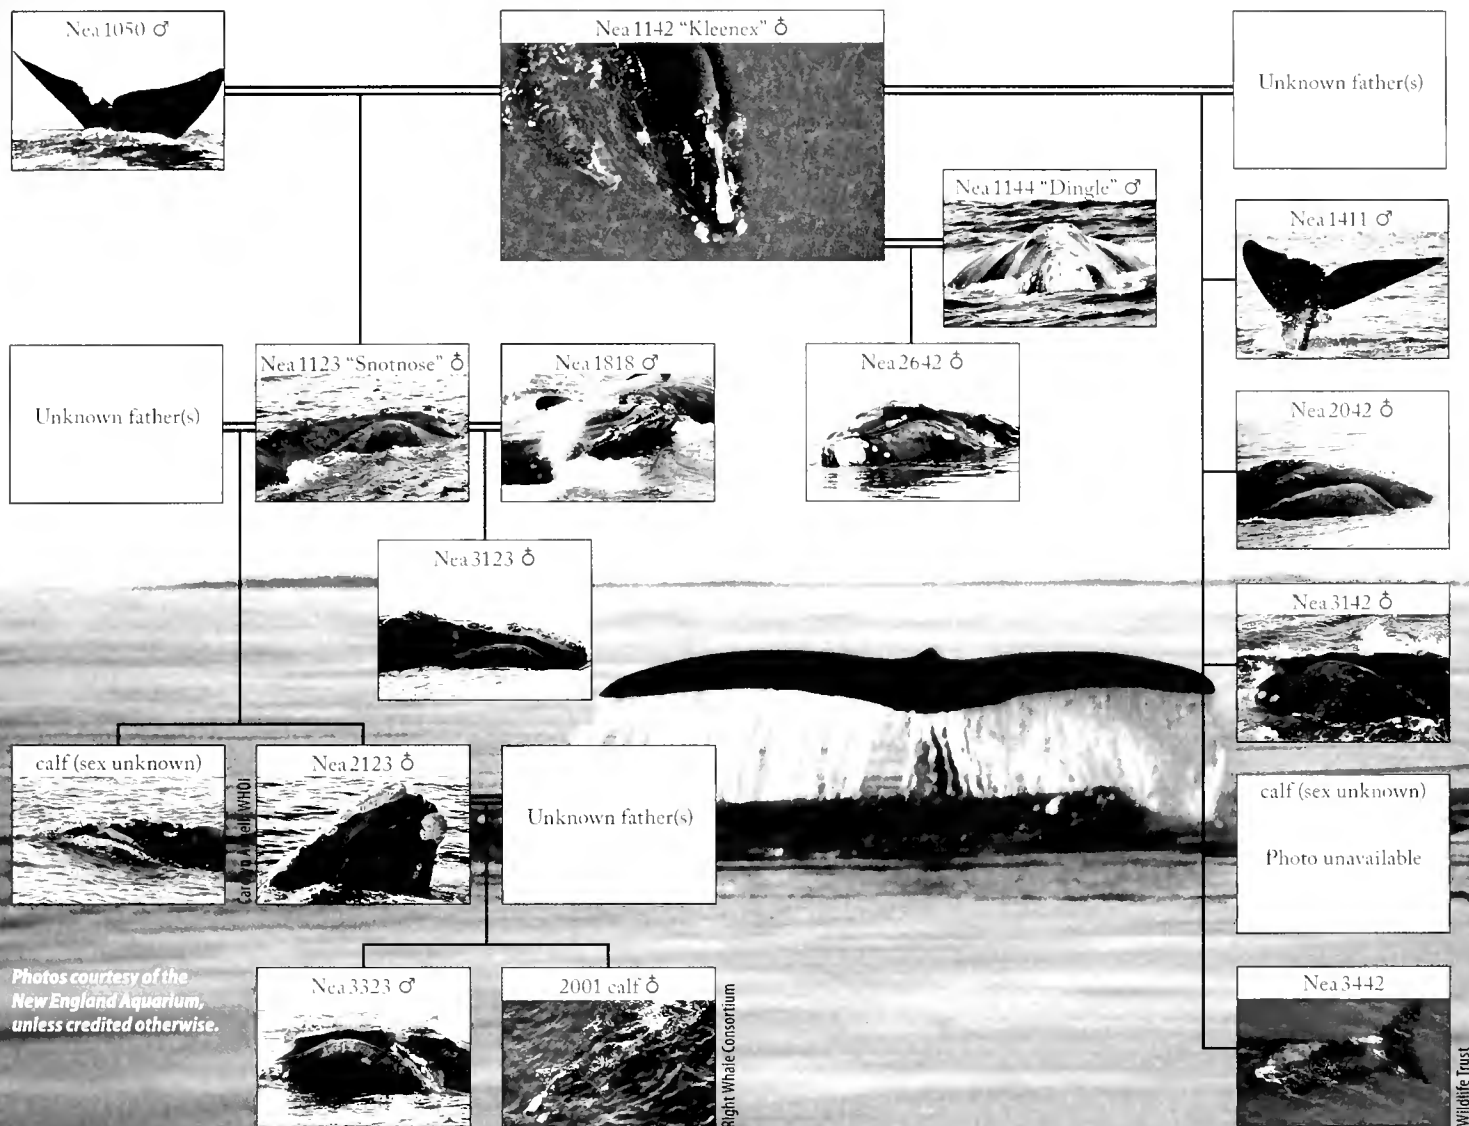 Nea 1050 ♂
Nea 1142 "Kleenex" ♁
Unknown father(s)
Nea 1144 "Dingle" ♂
Nea 1411 ♂
Unknown father(s)
Nea 1123 "Snotnose" ♁
Nea 1818 ♂
Nea 2642 ♁
Nea 2042 ♁
Nea 3123 ♁
Nea 3142 ♁
calf (sex unknown)
Nea 2123 ♁
Unknown father(s)
calf (sex unknown)
Photo unavailable
WHOI
Photos courtesy of the
New England Aquarium,
unless credited otherwise.
Nea 3323 ♂
2001 calf ♁
Right Whale Consortium
Nea 3442
Wildlife Trust